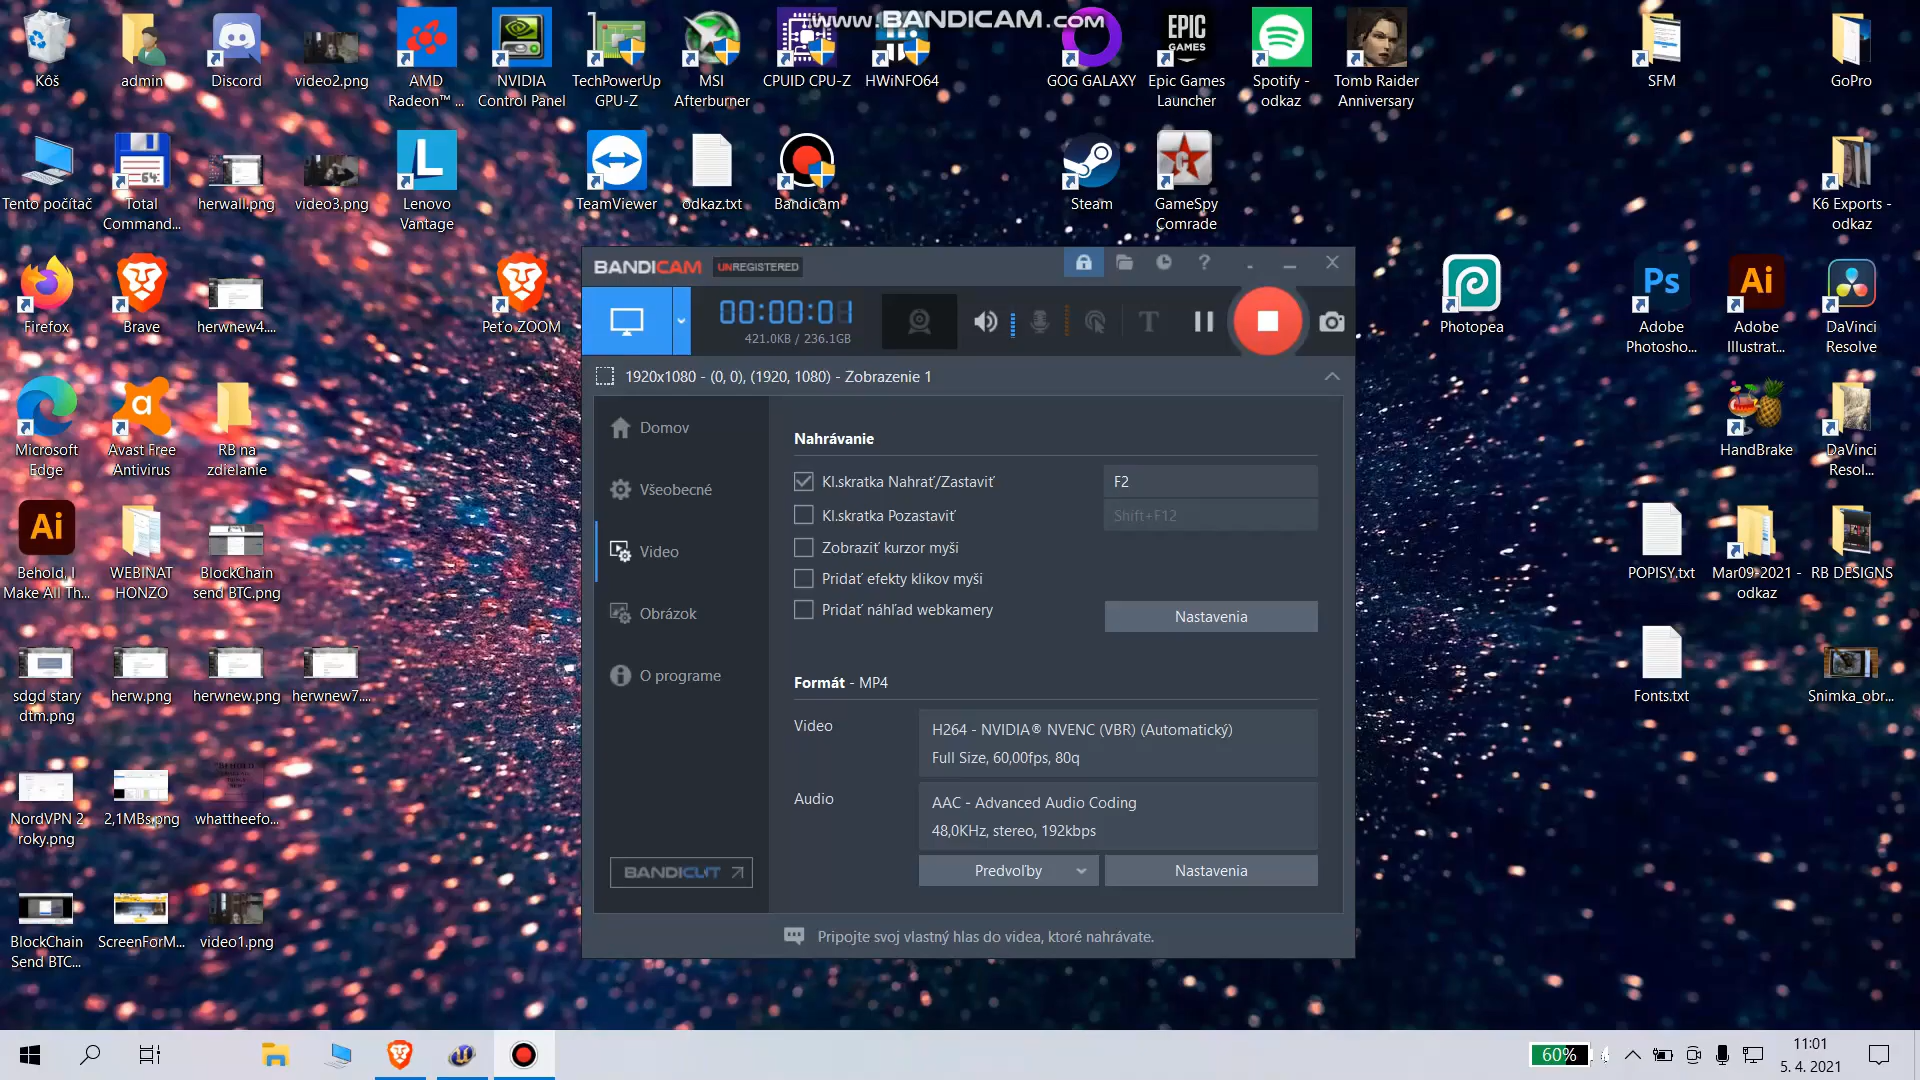 www.BANDICAM.com
Kôš
admin
Discord
video2.png
AMD
Radeon™ ...
NVIDIA
Control Panel
TechPowerUp
GPU-Z
MSI
Afterburner
CPUID CPU-Z
HWiNFO64
GOG GALAXY
EPIC
GAMES
Epic Games
Launcher
Spotify -
odkaz
Tomb Raider
Anniversary
SFM
GoPro
Tento počítač
64
Total
Command...
herwall.png
video3.png
L
Lenovo
Vantage
TeamViewer
odkaz.txt
Bandicam
Steam
GameSpy
Comrade
K6 Exports -
odkaz
Firefox
Brave
herwnew4....
Peťo ZOOM
Photopea
Ps
Adobe
Photosho...
Ai
Adobe
Illustrat...
DaVinci
Resolve
Microsoft
Edge
Avast Free
Antivirus
RB na
zdielanie
HandBrake
DaVinci
Resol...
Ai
Behold, I
Make All Th...
WEBINAT
HONZO
BlockChain
send BTC.png
POPISY.txt
Mar09-2021 -
odkaz
RB DESIGNS
sdgd stary
dtm.png
herw.png
herwnew.png
herwnew7....
Fonts.txt
Snimka_obr...
NordVPN 2
roky.png
2,1MBs.png
whattheefo...
BlockChain
Send BTC...
ScreenForM...
video1.png
BANDICAM UNREGISTERED
00:00:01
421.0KB / 236.1GB
1920x1080 - (0, 0), (1920, 1080) - Zobrazenie 1
Domov
Všeobecné
Video
Obrázok
O programe
BANDICUT
Nahrávanie
Kl.skratka Nahrať/Zastaviť
F2
Kl.skratka Pozastaviť
Shift+F12
Zobraziť kurzor myši
Pridať efekty klikov myši
Pridať náhľad webkamery
Nastavenia
Formát - MP4
Video
H264 - NVIDIA® NVENC (VBR) (Automatický)
Full Size, 60,00fps, 80q
Audio
AAC - Advanced Audio Coding
48,0KHz, stereo, 192kbps
Predvoľby
Nastavenia
Pripojte svoj vlastný hlas do videa, ktoré nahrávate.
60%
11:01
5. 4. 2021